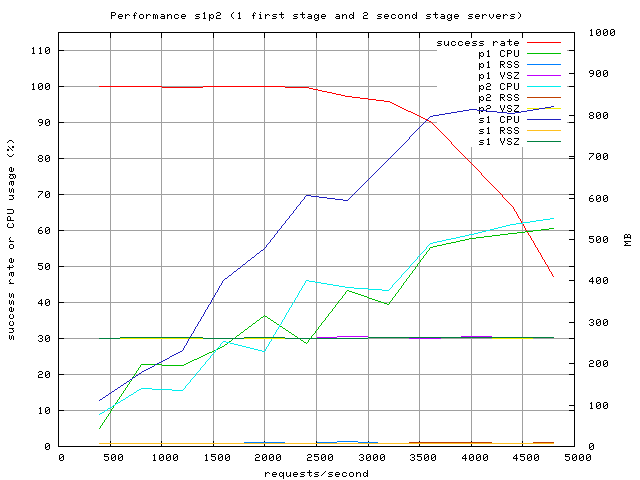 Performance s1p2 (1 first stage and 2 second stage servers)
success rate
p1 CPU
p1 RSS
p1 VSZ
p2 CPU
p2 RSS
p2 VSZ
s1 CPU
s1 RSS
s1 VSZ
success rate or CPU usage (%)
110
100
90
80
70
60
50
40
30
20
10
0
1000
900
800
700
600
500
400
300
200
100
0
MB
0 500 1000 1500 2000 2500 3000 3500 4000 4500 5000
requests/second